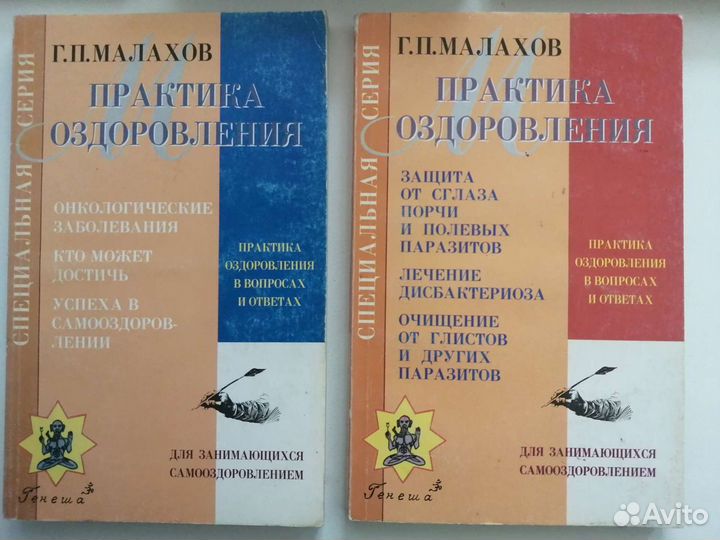 СПЕЦИАЛЬНАЯ СЕРИЯ
Г.П.МАЛАХОВ
ПРАКТИКА
ОЗДОРОВЛЕНИЯ
ОНКОЛОГИЧЕСКИЕ
ЗАБОЛЕВАНИЯ
КТО МОЖЕТ
ДОСТИЧЬ
УСПЕХА В
САМООЗДОРОВ-
ЛЕНИИ
ПРАКТИКА
ОЗДОРОВЛЕНИЯ
В ВОПРОСАХ
И ОТВЕТАХ
ДЛЯ ЗАНИМАЮЩИХСЯ
САМООЗДОРОВЛЕНИЕМ
Генеша
СПЕЦИАЛЬНАЯ СЕРИЯ
Г.П.МАЛАХОВ
ПРАКТИКА
ОЗДОРОВЛЕНИЯ
ЗАЩИТА
ОТ СГЛАЗА
ПОРЧИ
И ПОЛЕВЫХ
ПАРАЗИТОВ
ЛЕЧЕНИЕ
ДИСБАКТЕРИОЗА
ОЧИЩЕНИЕ
ОТ ГЛИСТОВ
И ДРУГИХ
ПАРАЗИТОВ
ПРАКТИКА
ОЗДОРОВЛЕНИЯ
В ВОПРОСАХ
И ОТВЕТАХ
ДЛЯ ЗАНИМАЮЩИХСЯ
САМООЗДОРОВЛЕНИЕМ
Генеша
Avito